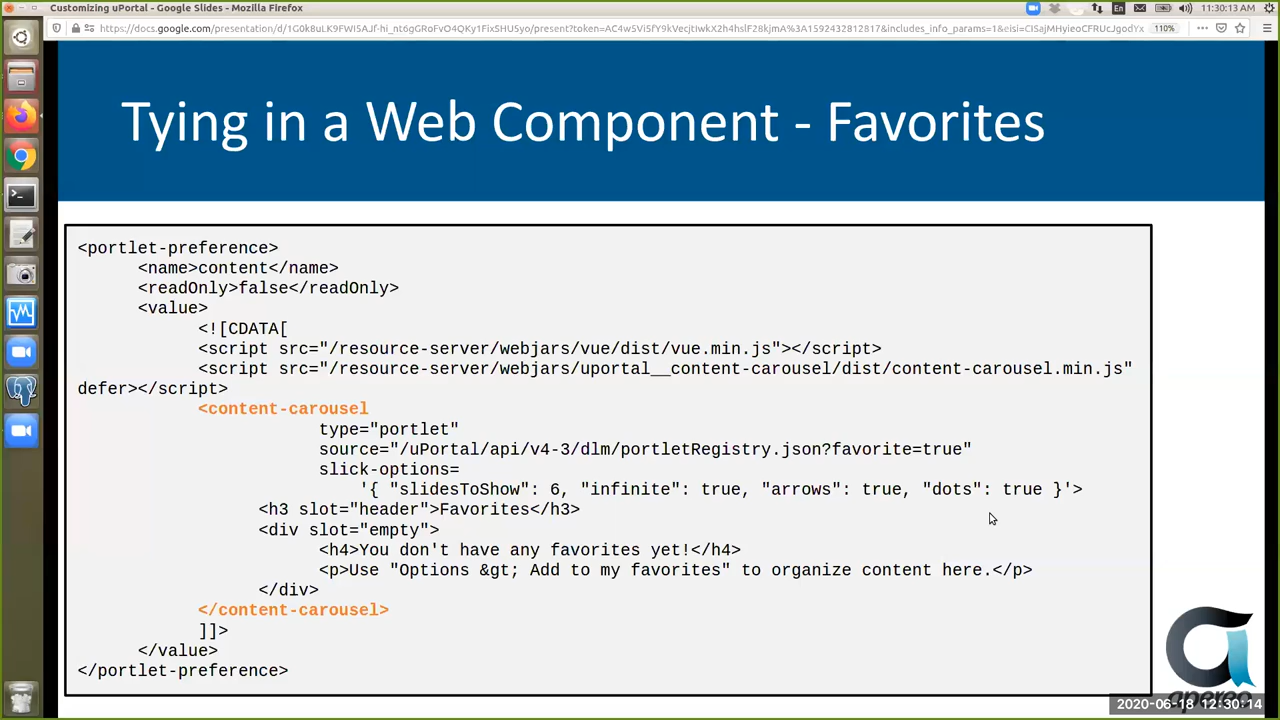 Customizing uPortal - Google Slides - Mozilla Firefox
En
11:30:13 AM
110%
Tying in a Web Component - Favorites
<portlet-preference>
<name>content</name>
<readOnly>false</readOnly>
<value>
<![CDATA[
<script src="/resource-server/webjars/vue/dist/vue.min.js"></script>
<script src="/resource-server/webjars/uportal__content-carousel/dist/content-carousel.min.js"
defer></script>
<content-carousel
type="portlet"
source="/uPortal/api/v4-3/dlm/portletRegistry.json?favorite=true"
slick-options=
'{ "slidesToShow": 6, "infinite": true, "arrows": true, "dots": true }'>
<h3 slot="header">Favorites</h3>
<div slot="empty">
<h4>You don't have any favorites yet!</h4>
<p>Use "Options &gt; Add to my favorites" to organize content here.</p>
</div>
</content-carousel>
]]>
</value>
</portlet-preference>
apereo
2020-06-18 12:30:14